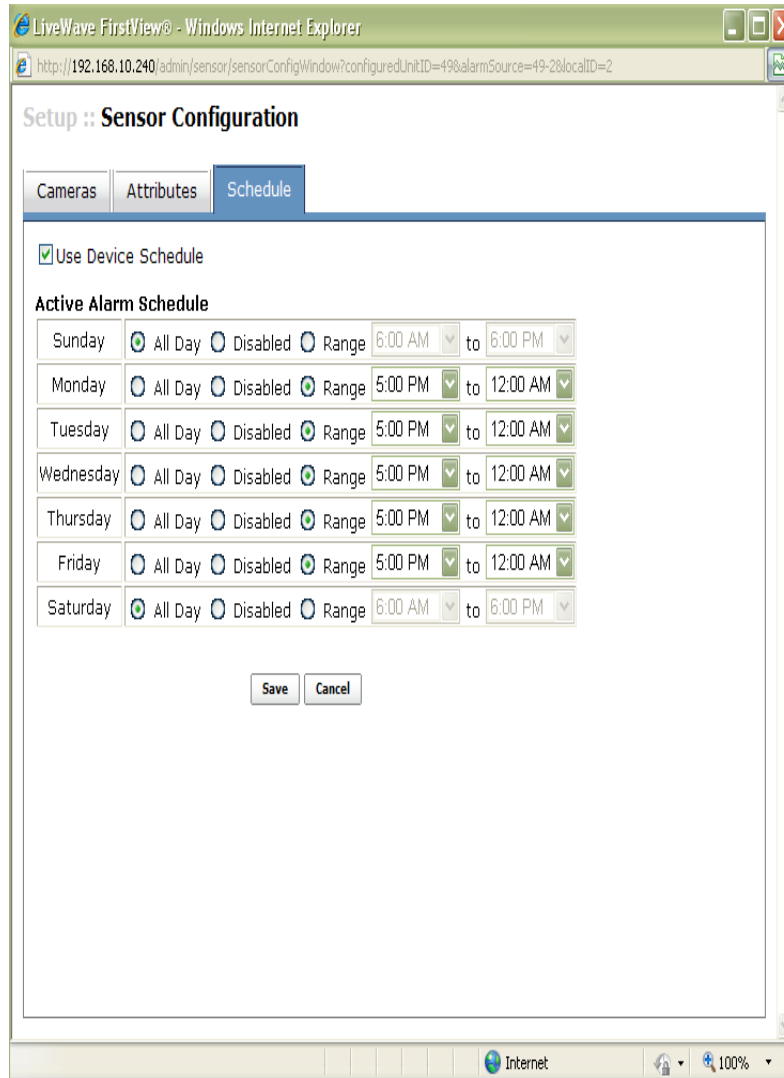 LiveWave FirstView® - Windows Internet Explorer
http://192.168.10.240/admin/sensor/sensorConfigWindow?configuredUnitID=49&alarmSource=49-2&localID=2
Setup :: Sensor Configuration
Cameras Attributes Schedule
Use Device Schedule
Active Alarm Schedule
Sunday All Day Disabled Range 6:00 AM to 6:00 PM
Monday All Day Disabled Range 5:00 PM to 12:00 AM
Tuesday All Day Disabled Range 5:00 PM to 12:00 AM
Wednesday All Day Disabled Range 5:00 PM to 12:00 AM
Thursday All Day Disabled Range 5:00 PM to 12:00 AM
Friday All Day Disabled Range 5:00 PM to 12:00 AM
Saturday All Day Disabled Range 6:00 AM to 6:00 PM
Save Cancel
Internet 100%